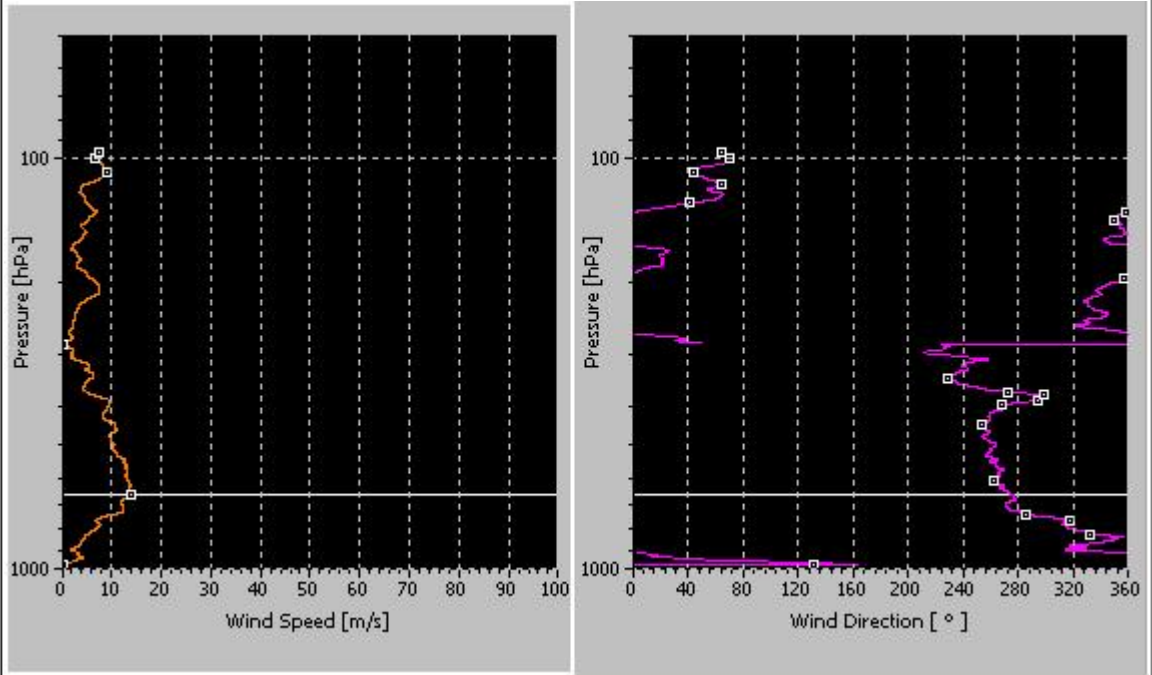 100
1000
Pressure [hPa]
0 10 20 30 40 50 60 70 80 90 100
Wind Speed [m/s]
100
1000
Pressure [hPa]
0 40 80 120 160 200 240 280 320 360
Wind Direction [ ° ]